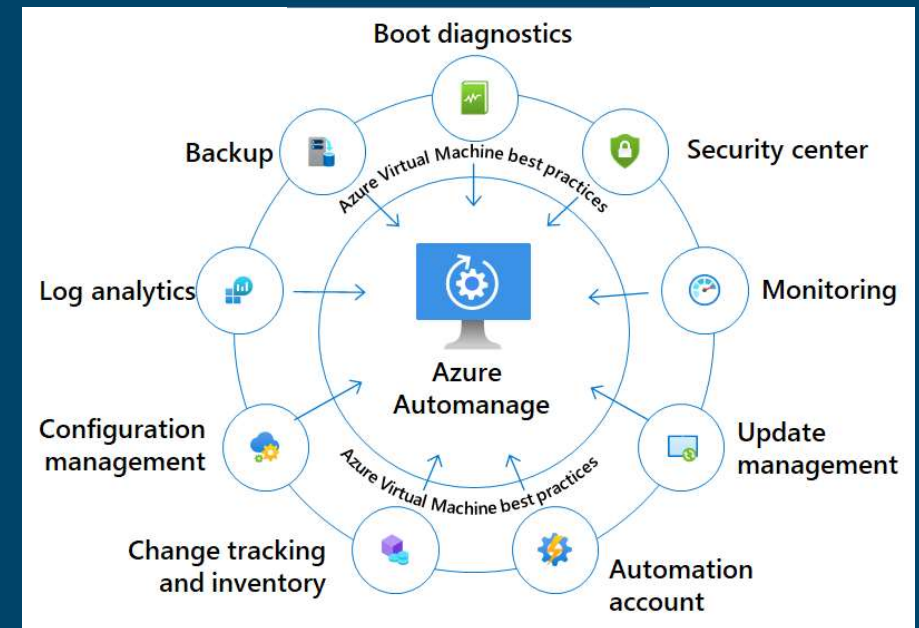 Boot diagnostics
Backup
Security center
Azure Virtual Machine best practices
Log analytics
Monitoring
Azure
Automanage
Configuration
management
Update
management
Azure Virtual Machine best practices
Change tracking
and inventory
Automation
account